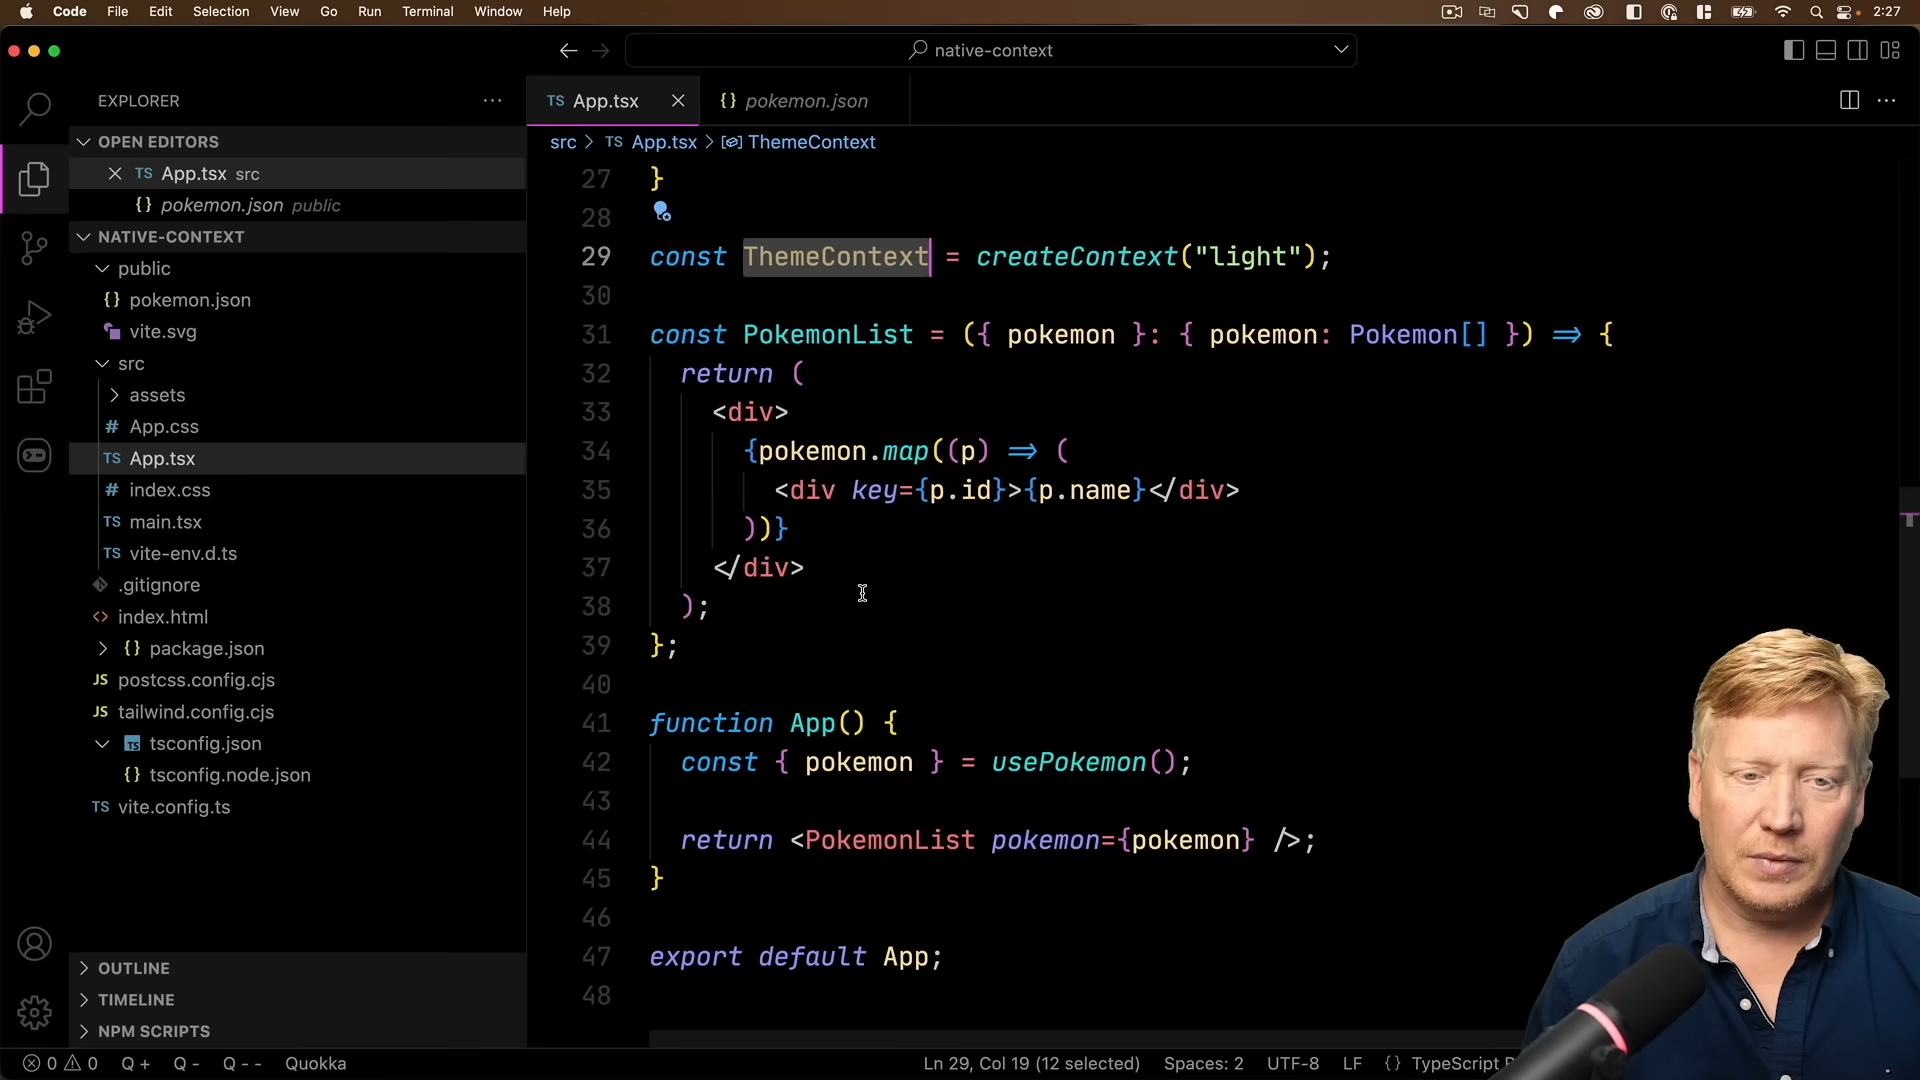 Code File Edit Selection View Go Run Terminal Window Help 2:27
native-context
EXPLORER
OPEN EDITORS
TS App.tsx src
{} pokemon.json public
NATIVE-CONTEXT
public
{} pokemon.json
vite.svg
src
assets
# App.css
TS App.tsx
# index.css
TS main.tsx
TS vite-env.d.ts
.gitignore
<> index.html
{} package.json
JS postcss.config.cjs
JS tailwind.config.cjs
TS tsconfig.json
{} tsconfig.node.json
TS vite.config.ts
OUTLINE
TIMELINE
NPM SCRIPTS
TS App.tsx {} pokemon.json
src > TS App.tsx > ThemeContext
27 }
28
29 const ThemeContext = createContext("light");
30
31 const PokemonList = ({ pokemon }: { pokemon: Pokemon[] }) => {
32 return (
33 <div>
34 {pokemon.map((p) => (
35 <div key={p.id}>{p.name}</div>
36 ))}
37 </div>
38 );
39 };
40
41 function App() {
42 const { pokemon } = usePokemon();
43
44 return <PokemonList pokemon={pokemon} />;
45 }
46
47 export default App;
48
0 0 Q + Q - Q -- Quokka Ln 29, Col 19 (12 selected) Spaces: 2 UTF-8 LF {} TypeScript